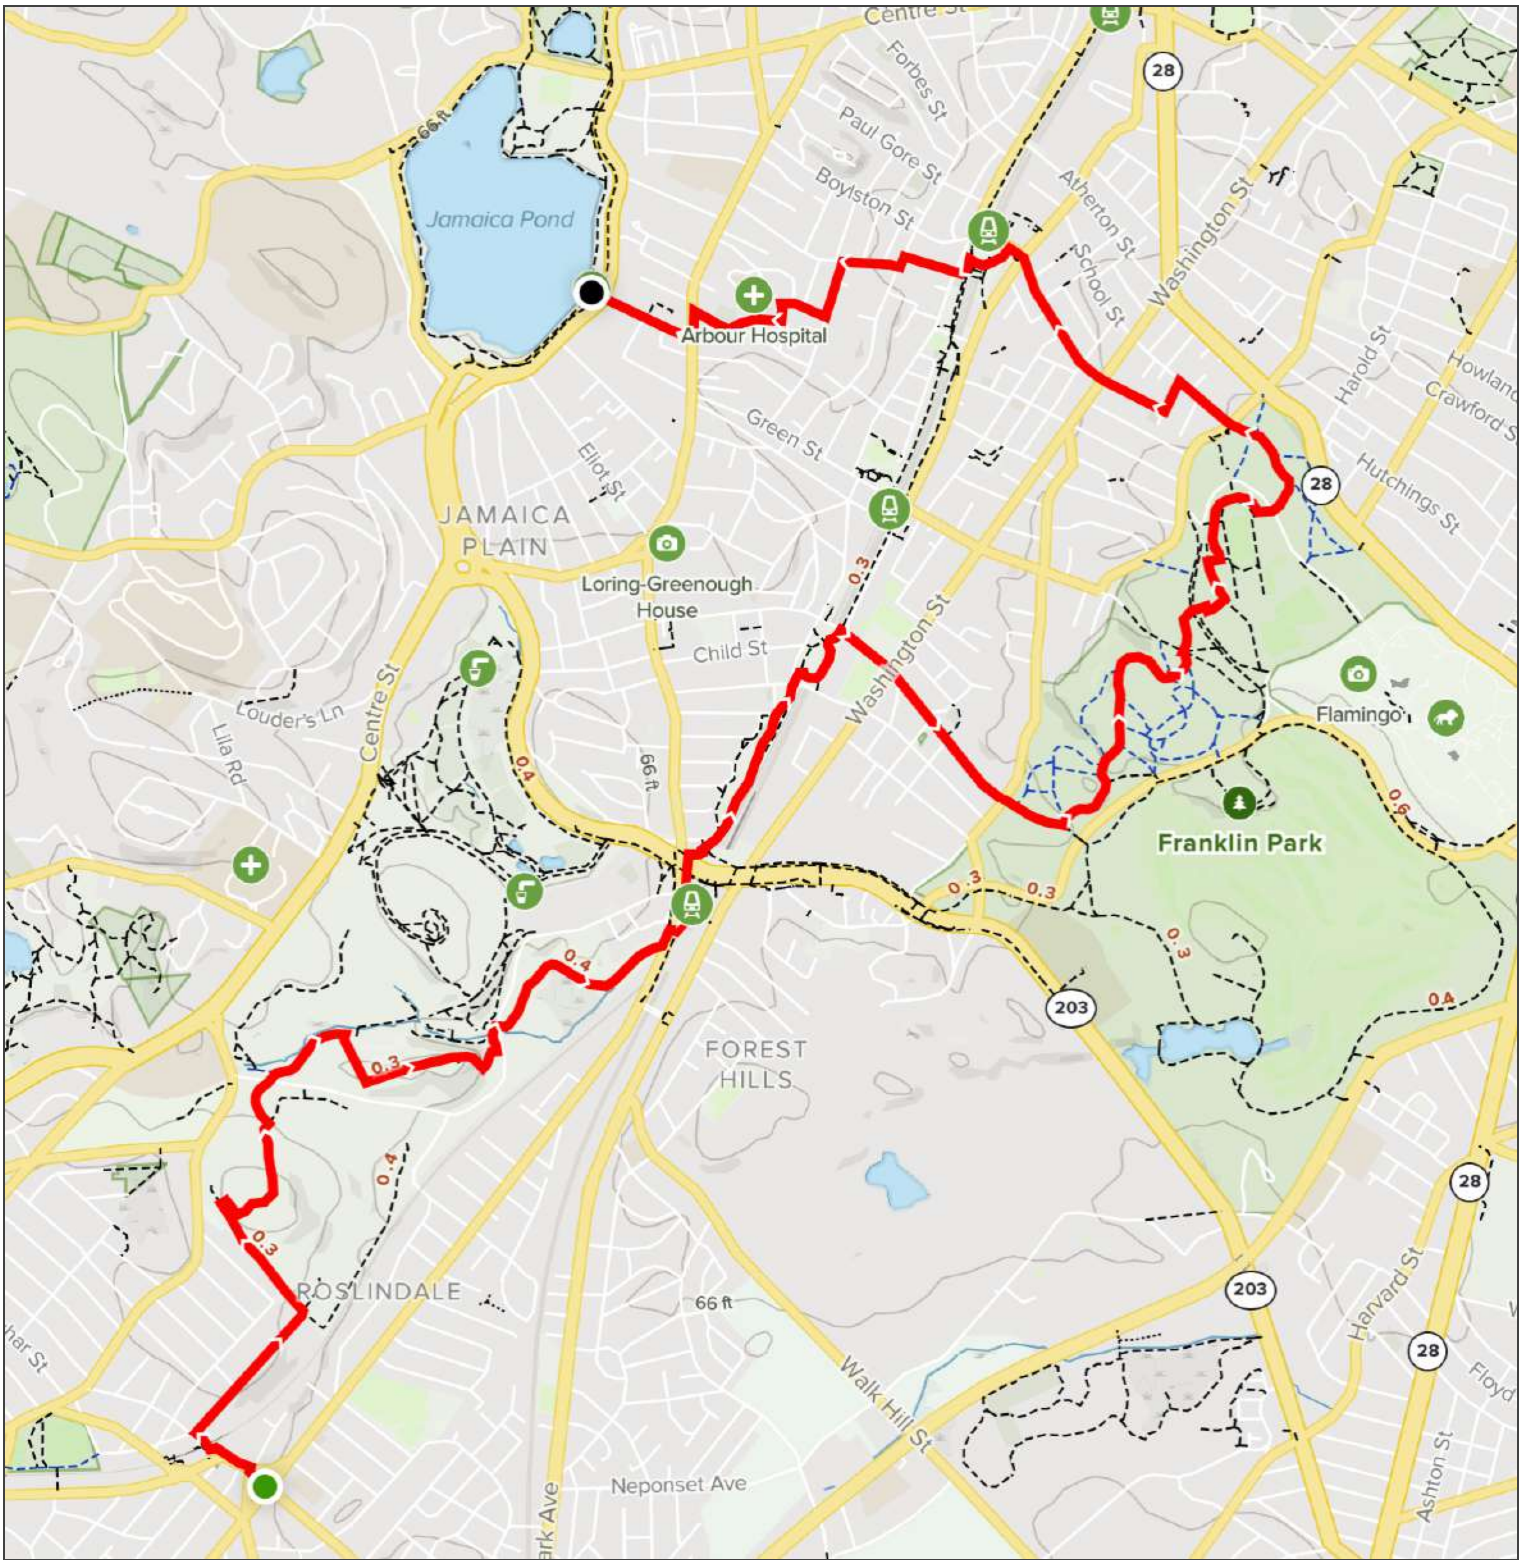 Centre St
28
Forbes St
66 ft
Paul Gore St
Boylston St
Atherton St
Washington St
Jamaica Pond
School St
Arbour Hospital
Harold St
Howland
Crawford S
Green St
Eliot St
28
Hutchings St
JAMAICA
PLAIN
0.3
Loring-Greenough
House
Washington St
Child St
Flamingo
Centre St
Louder's Ln
Lila Rd
0.4
66 ft
0.6
Franklin Park
0.3
0.3
0.3
0.4
0.4
203
FOREST
HILLS
0.3
0.4
28
0.3
ROSLINDALE
203
66 ft
Harvard St
har St
28
Walk Hill St
Floyd
Neponset Ave
Ashton St
ark Ave